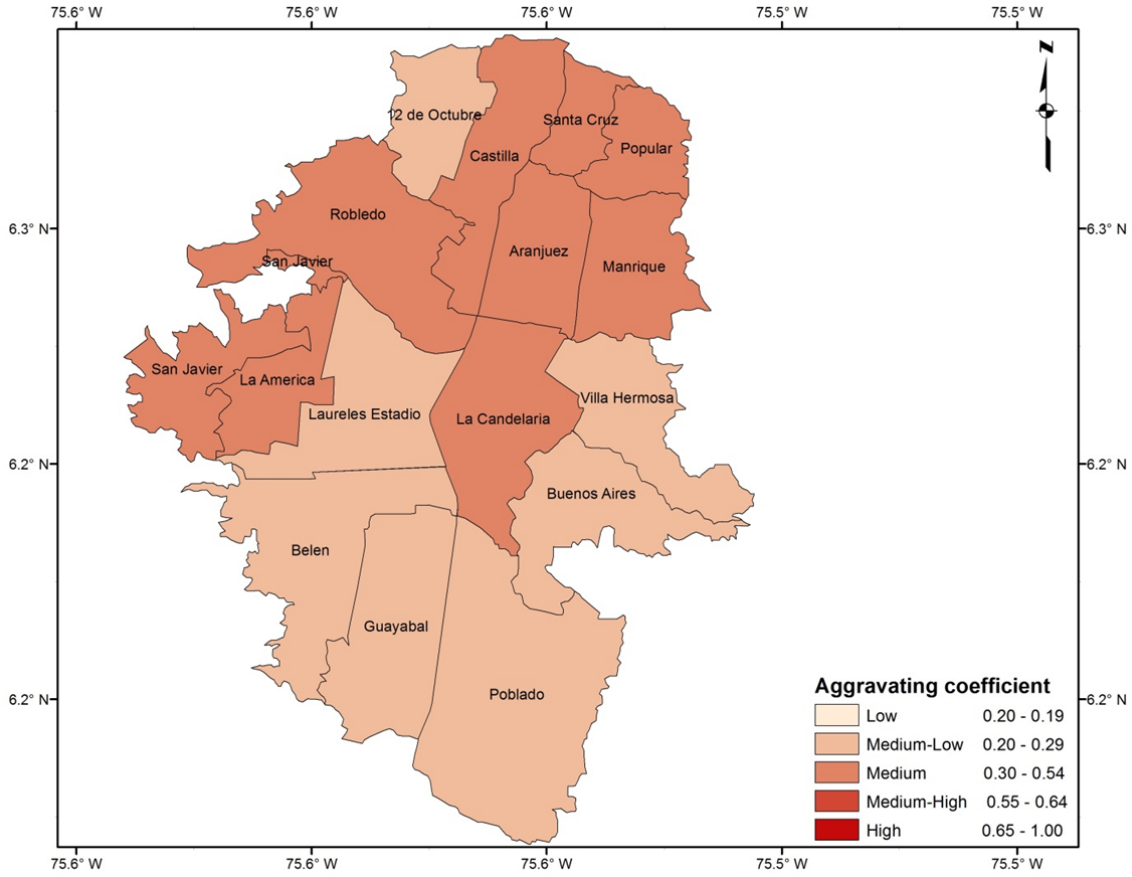 75.6° W 75.6° W 75.6° W 75.5° W 75.5° W
Z
12 de Octubre
Santa Cruz
Popular
Castilla
Robledo
6.3° N 6.3° N
Aranjuez
San Javier
Manrique
San Javier
La America
Villa Hermosa
Laureles Estadio
La Candelaria
6.2° N 6.2° N
Buenos Aires
Belen
Guayabal
Poblado
6.2° N 6.2° N
Aggravating coefficient
Low 0.20 - 0.19
Medium-Low 0.20 - 0.29
Medium 0.30 - 0.54
Medium-High 0.55 - 0.64
High 0.65 - 1.00
75.6° W 75.6° W 75.6° W 75.5° W 75.5° W